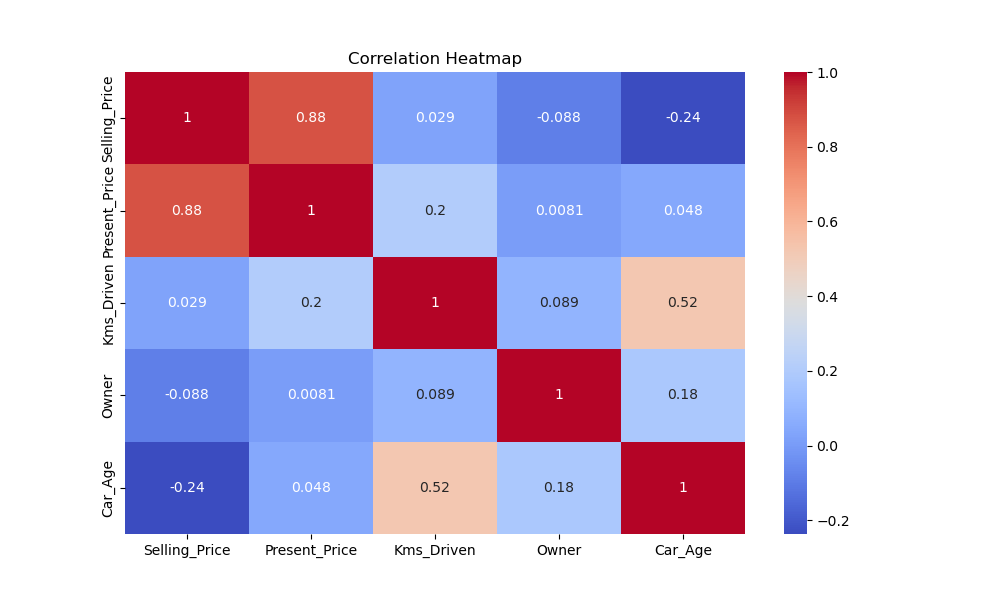 Correlation Heatmap
Selling_Price 1 0.88 0.029 -0.088 -0.24
Present_Price 0.88 1 0.2 0.0081 0.048
Kms_Driven 0.029 0.2 1 0.089 0.52
Owner -0.088 0.0081 0.089 1 0.18
Car_Age -0.24 0.048 0.52 0.18 1
Selling_Price Present_Price Kms_Driven Owner Car_Age
1.0
0.8
0.6
0.4
0.2
0.0
−0.2